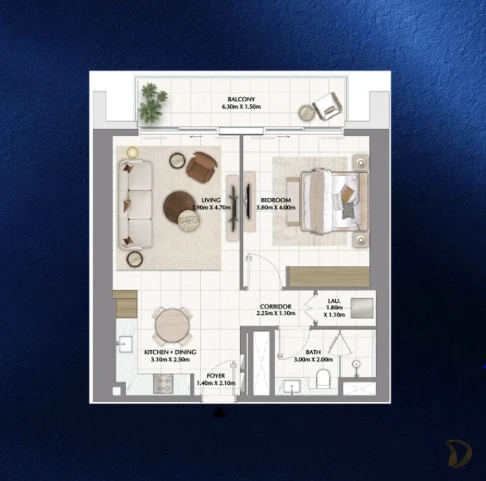 BALCONY
6.30m X 1.50m
LIVING
3.90m X 4.70m
BEDROOM
3.80m X 4.00m
CORRIDOR
2.25m X 1.10m
LAU.
1.80m
X 1.10m
KITCHEN + DINING
3.10m X 2.50m
BATH
3.00m X 2.00m
FOYER
1.40m X 2.10m